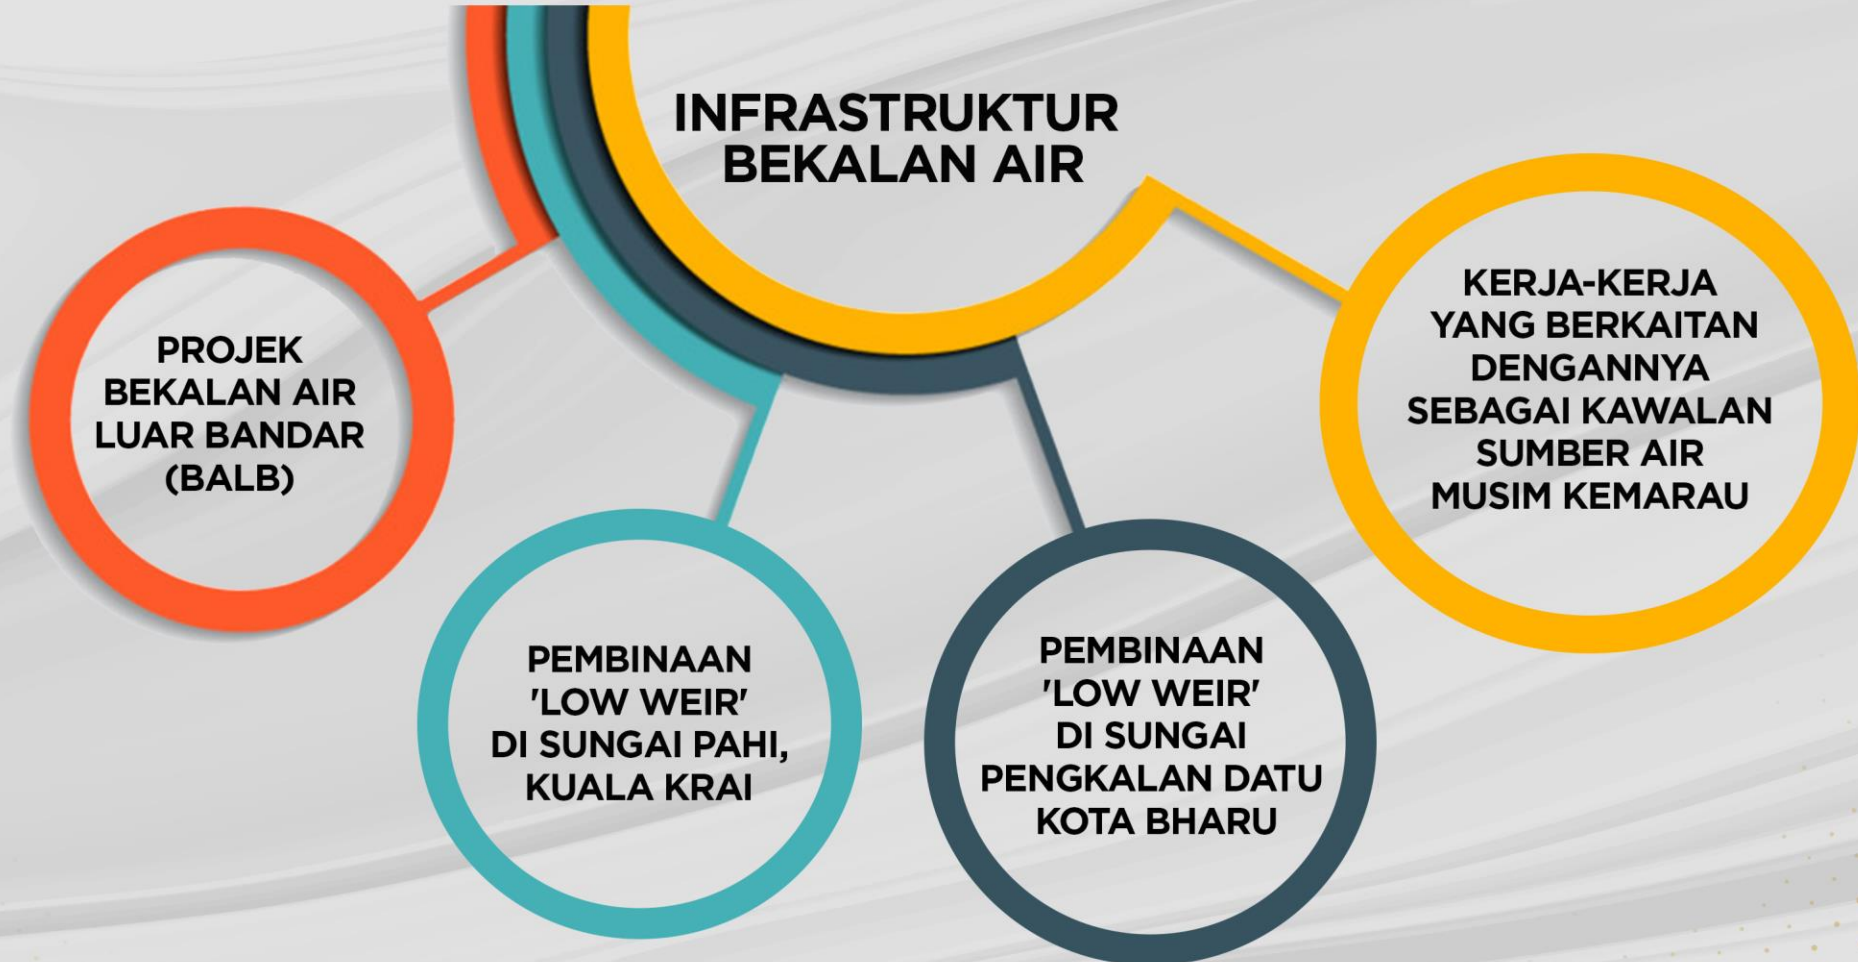 INFRASTRUKTUR
BEKALAN AIR
PROJEK
BEKALAN AIR
LUAR BANDAR
(BALB)
PEMBINAAN
'LOW WEIR'
DI SUNGAI PAHI,
KUALA KRAI
PEMBINAAN
'LOW WEIR'
DI SUNGAI
PENGKALAN DATU
KOTA BHARU
KERJA-KERJA
YANG BERKAITAN
DENGANNYA
SEBAGAI KAWALAN
SUMBER AIR
MUSIM KEMARAU